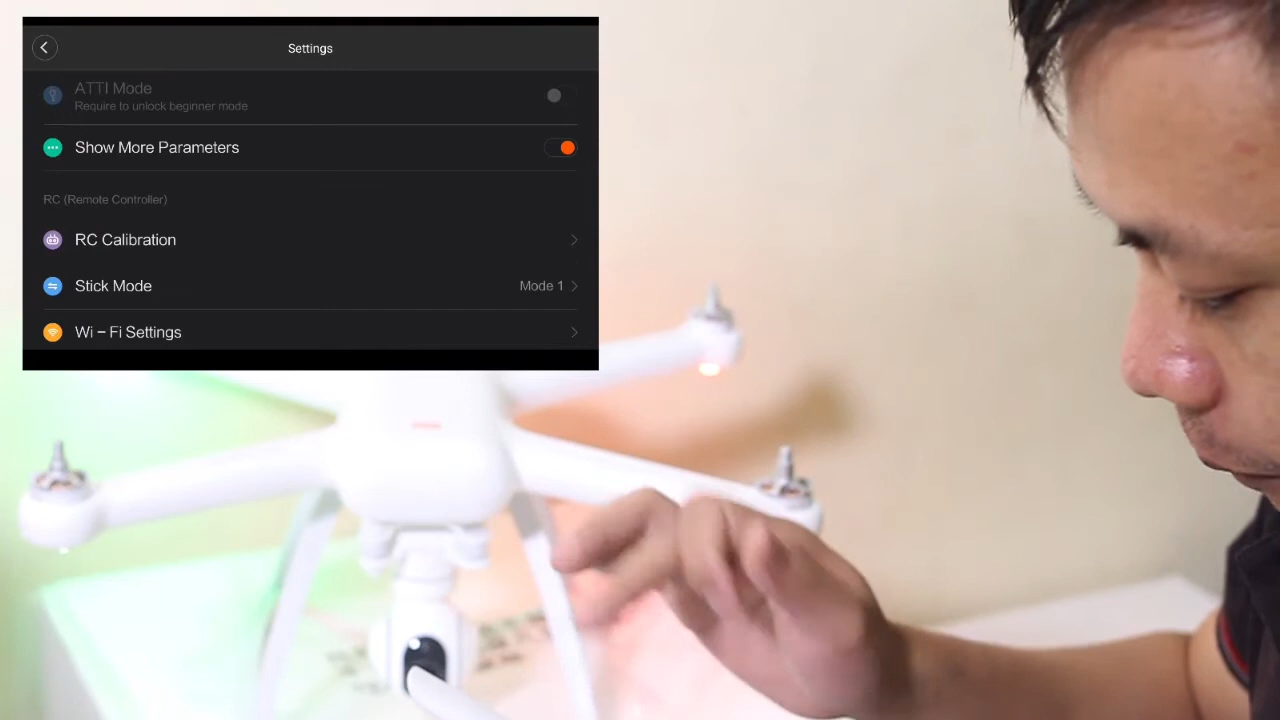 Settings
ATTI Mode
Require to unlock beginner mode
Show More Parameters
RC (Remote Controller)
RC Calibration
Stick Mode
Mode 1
Wi – Fi Settings